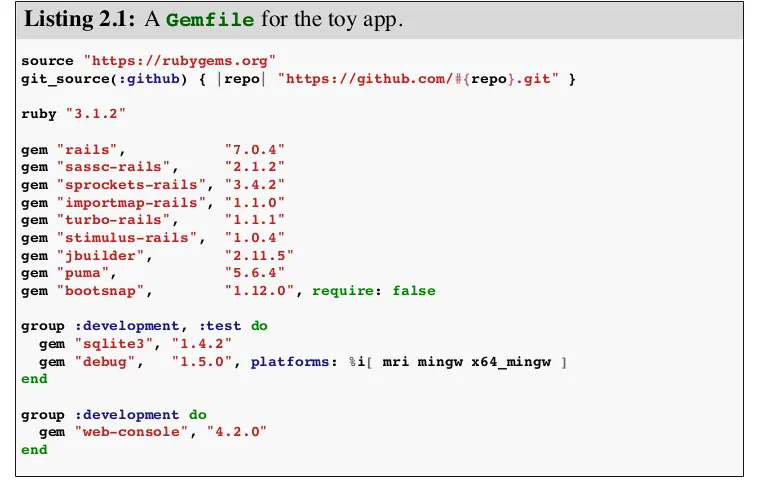 Listing 2.1: A Gemfile for the toy app.
source "https://rubygems.org"
git_source(:github) { |repo| "https://github.com/#{repo}.git" }
ruby "3.1.2"
gem "rails",           "7.0.4"
gem "sassc-rails",     "2.1.2"
gem "sprockets-rails", "3.4.2"
gem "importmap-rails", "1.1.0"
gem "turbo-rails",     "1.1.1"
gem "stimulus-rails",  "1.0.4"
gem "jbuilder",        "2.11.5"
gem "puma",            "5.6.4"
gem "bootsnap",        "1.12.0", require: false
group :development, :test do
  gem "sqlite3", "1.4.2"
  gem "debug",   "1.5.0", platforms: %i[ mri mingw x64_mingw ]
end
group :development do
  gem "web-console", "4.2.0"
end